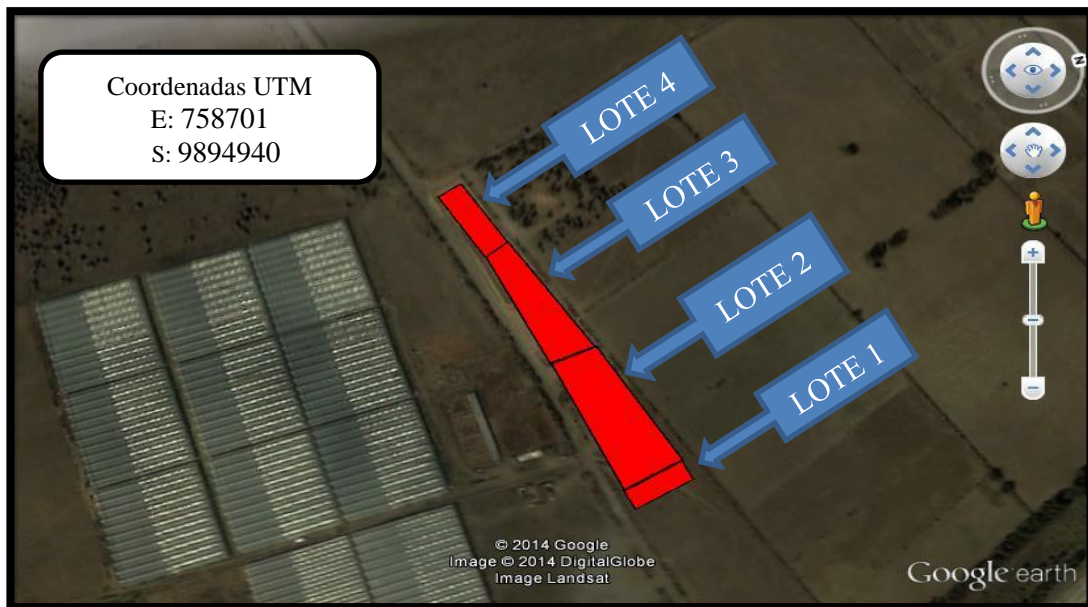 Coordenadas UTM
E: 758701
S: 9894940
LOTE 4
LOTE 3
LOTE 2
LOTE 1
© 2014 Google
Image © 2014 DigitalGlobe
Image Landsat
Google earth